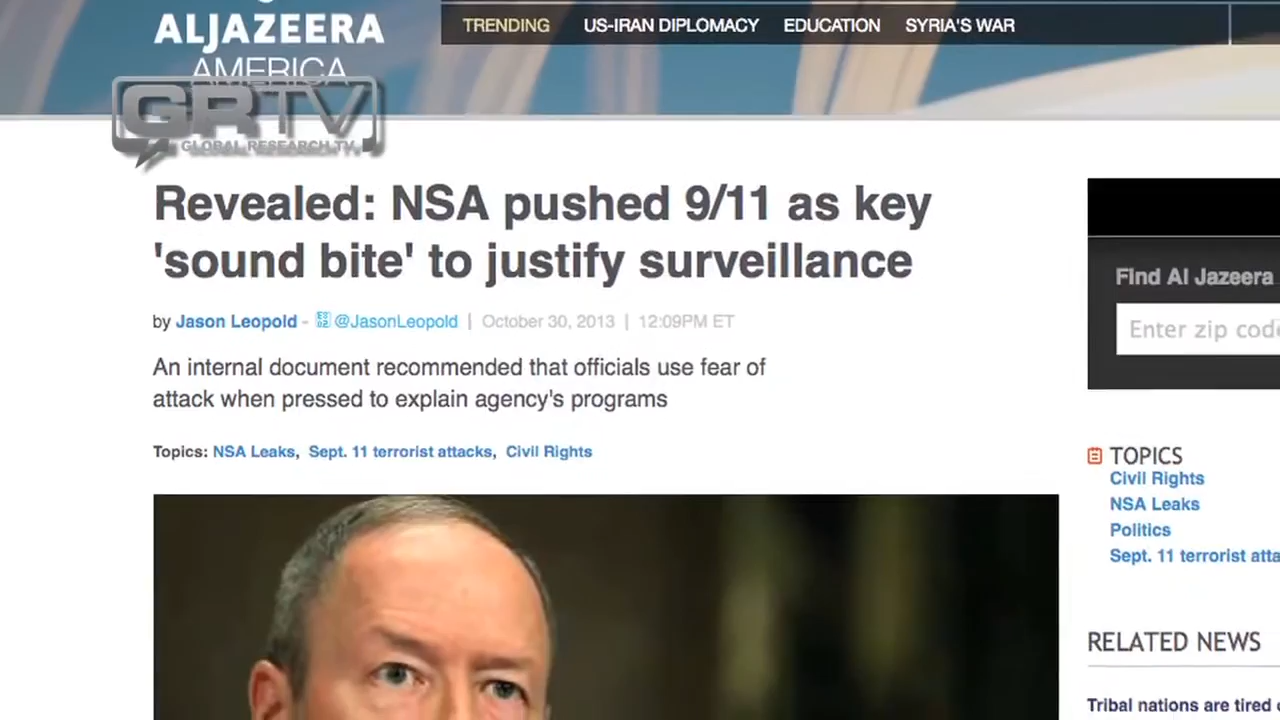 ALJAZEERA
AMERICA
TRENDING US-IRAN DIPLOMACY EDUCATION SYRIA'S WAR
GRTV
GLOBAL RESEARCH TV
Revealed: NSA pushed 9/11 as key
'sound bite' to justify surveillance
by Jason Leopold - @JasonLeopold | October 30, 2013 | 12:09PM ET
An internal document recommended that officials use fear of
attack when pressed to explain agency's programs
Topics: NSA Leaks, Sept. 11 terrorist attacks, Civil Rights
Find Al Jazeera
Enter zip cod
TOPICS
Civil Rights
NSA Leaks
Politics
Sept. 11 terrorist atta
RELATED NEWS
Tribal nations are tired